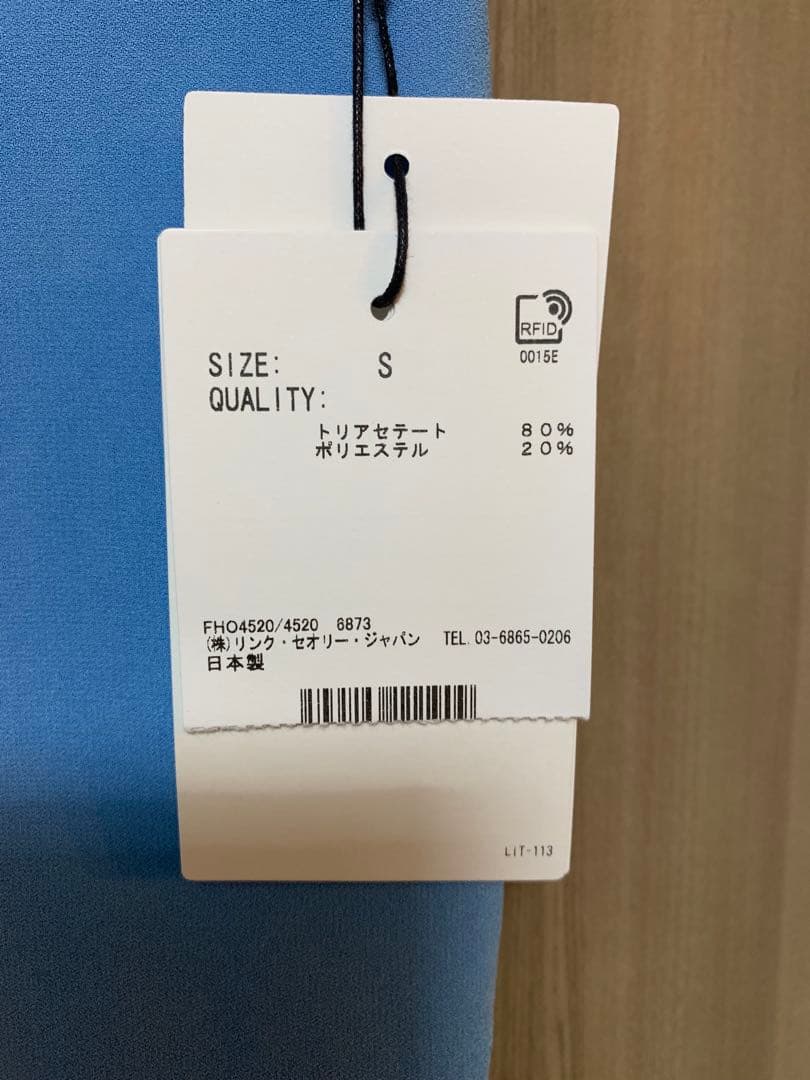 RFID
0015E
SIZE: S
QUALITY:
トリアセテート 80%
ポリエステル 20%
FHO4520/4520 6873
(株)リンク・セオリー・ジャパン TEL.03-6865-0206
日本製
LIT-113